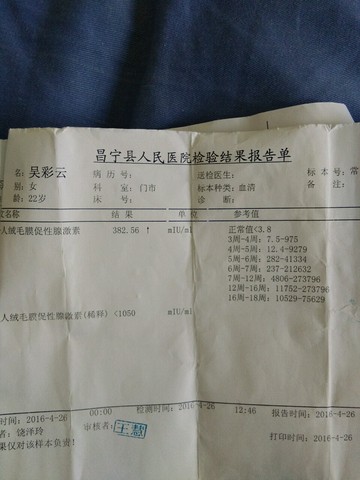 昌宁县人民医院检验结果报告单
名: 吴彩云 病历号: 送检医生: 标本号: 常
别: 女 科 室: 门市 标本种类: 血清 备 注:
龄: 22岁 床 号: 诊 断:
名称 结 果 单 位 参考值
人绒毛膜促性腺激素 382.56 ↑ mIU/ml 正常值<3.8
3周-4周: 7.5-975
4周-5周: 12.4-9279
5周-6周: 282-41334
6周-7周: 237-212632
7周-12周: 4806-273796
12周-16周: 11752-273796
16周-18周: 10529-75629
人绒毛膜促性腺激素(稀释) <1050 mIU/ml
时间: 2016-4-26 00:00 检测时间: 2016-4-26 12:46 报告时间: 2016-4-26
者: 饶泽玲 审核者: 王慧
果仅对该样本负责! 打印时间: 2016-4-26